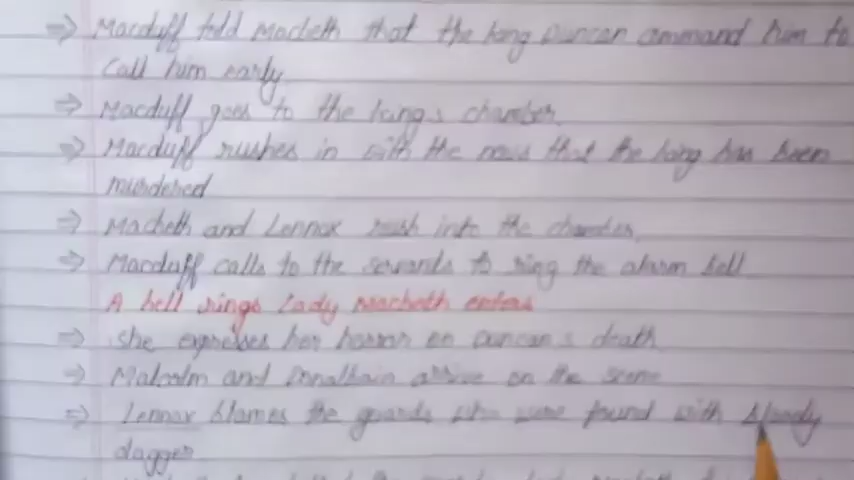 ⇒ Macduff told Macbeth that the king Duncan command him to
call him early
⇒ Macduff goes to the king's chamber.
⇒ Macduff rushes in with the news that the king has been
murdered
⇒ Macbeth and Lennox rush into the chamber.
⇒ Macduff calls to the servants to ring the alarm bell
A bell rings Lady Macbeth enters
⇒ She expresses her horror on Duncan's death
⇒ Malcolm and Donalbain arrive on the scene
⇒ Lennox blames the guards who were found with bloody
dagger